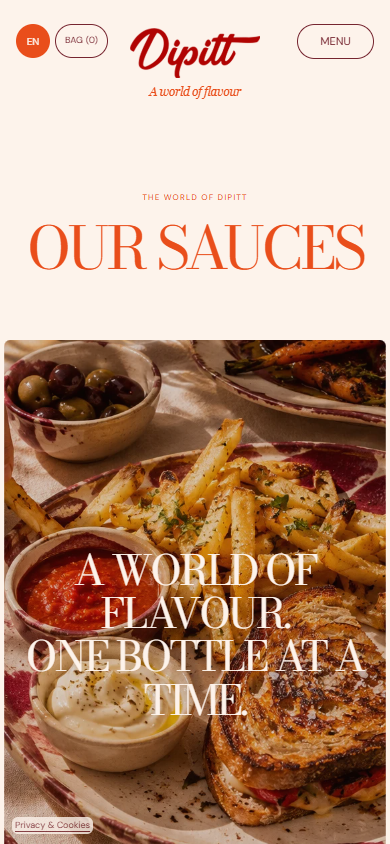 EN
BAG (0)
Dipitt
MENU
A world of flavour
THE WORLD OF DIPITT
OUR SAUCES
A WORLD OF
FLAVOUR.
ONE BOTTLE AT A
TIME.
Privacy & Cookies